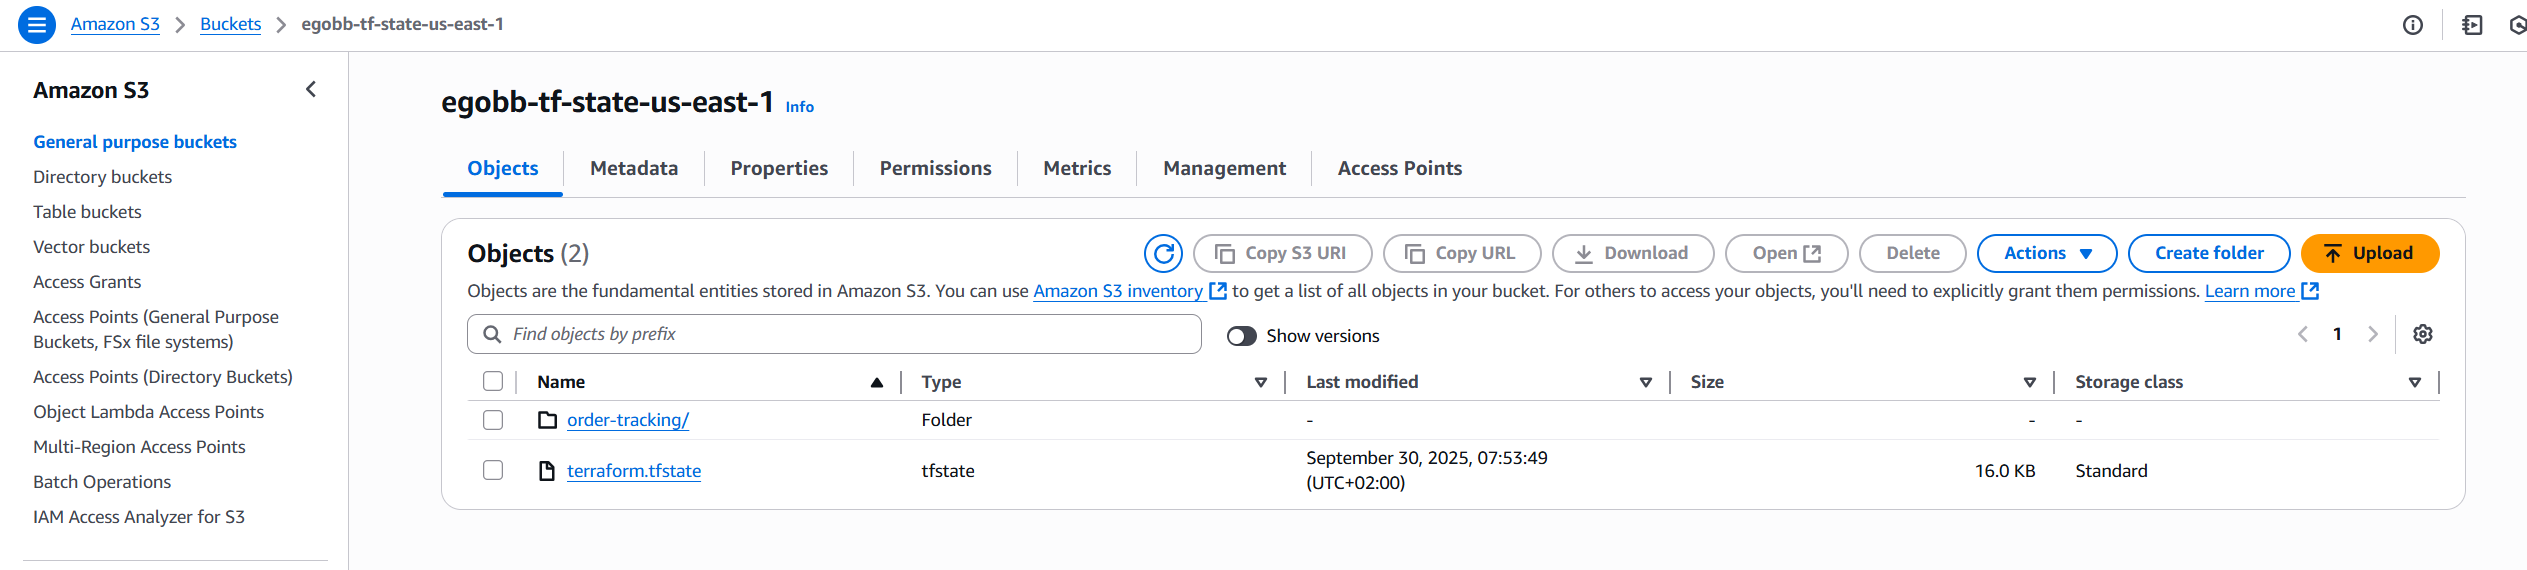 Amazon S3 > Buckets > egobb-tf-state-us-east-1
Amazon S3
General purpose buckets
Directory buckets
Table buckets
Vector buckets
Access Grants
Access Points (General Purpose
Buckets, FSx file systems)
Access Points (Directory Buckets)
Object Lambda Access Points
Multi-Region Access Points
Batch Operations
IAM Access Analyzer for S3
egobb-tf-state-us-east-1 Info
Objects Metadata Properties Permissions Metrics Management Access Points
Objects (2)
Copy S3 URI Copy URL Download Open Delete Actions Create folder Upload
Objects are the fundamental entities stored in Amazon S3. You can use Amazon S3 inventory to get a list of all objects in your bucket. For others to access your objects, you'll need to explicitly grant them permissions. Learn more
Find objects by prefix Show versions 1
Name Type Last modified Size Storage class
order-tracking/ Folder - - -
terraform.tfstate tfstate September 30, 2025, 07:53:49 16.0 KB Standard
(UTC+02:00)